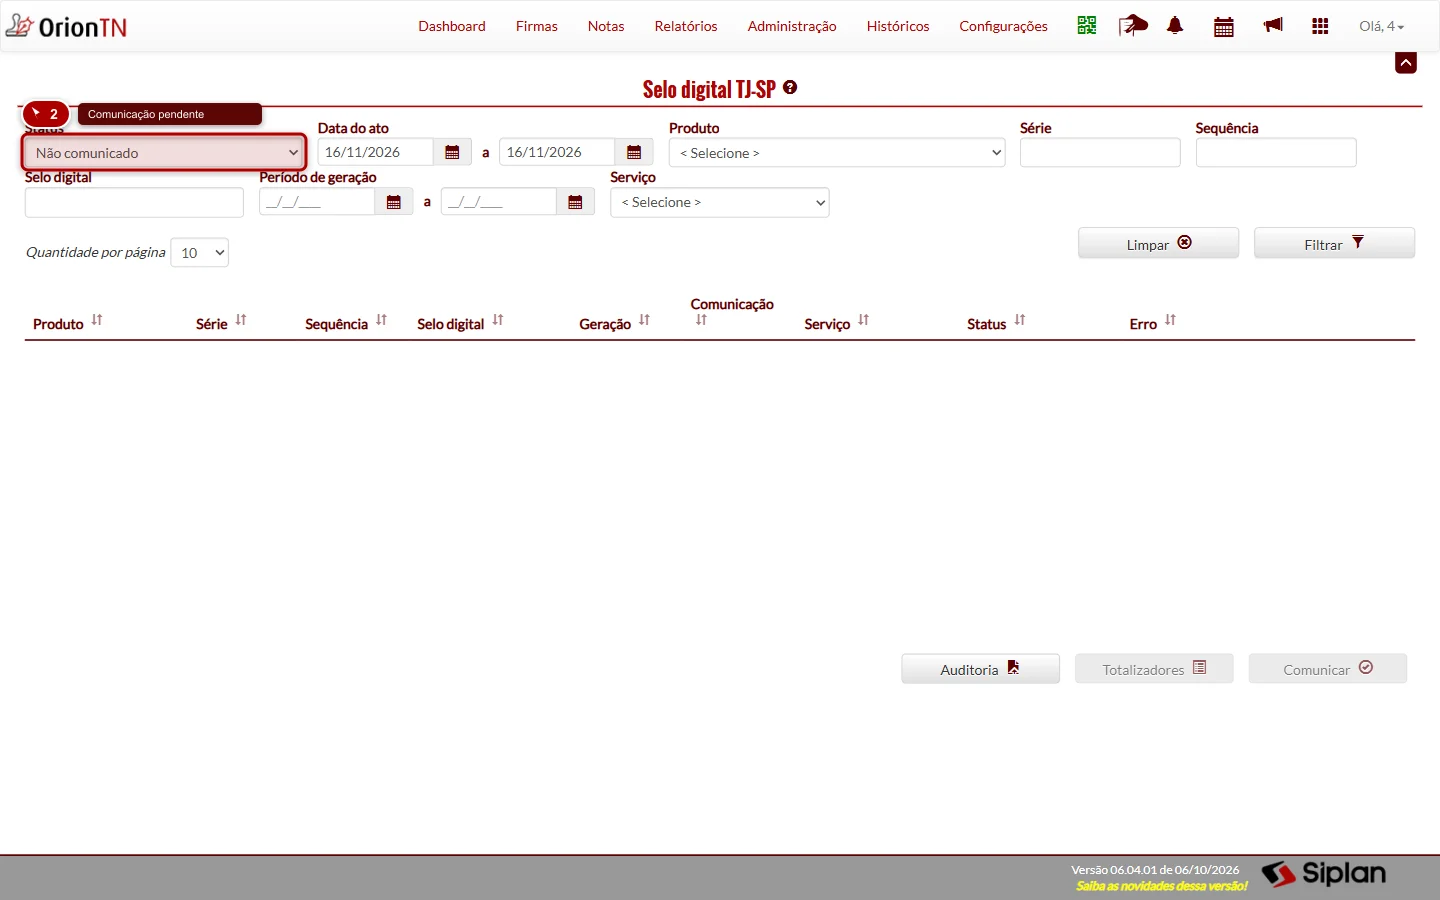 OrionTN
Dashboard Firmas Notas Relatórios Administração Históricos Configurações Olá, 4
Selo digital TJ-SP
2 Comunicação pendente
Status Data do ato Produto Série Sequência
Não comunicado 16/11/2026 a 16/11/2026 < Selecione >
Selo digital Período de geração Serviço
__/__/____ a __/__/____ < Selecione >
Quantidade por página 10 Limpar Filtrar
Produto Série Sequência Selo digital Geração Comunicação Serviço Status Erro
Auditoria Totalizadores Comunicar
Versão 06.04.01 de 06/10/2026
Saiba as novidades dessa versão!
Siplan